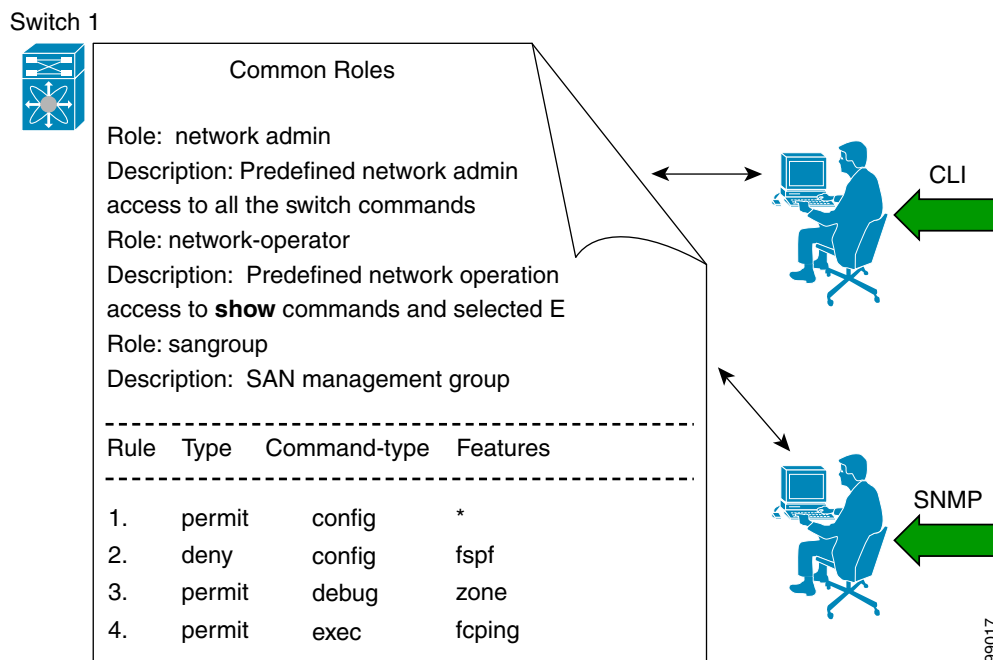 Switch 1
Common Roles
Role: network admin
Description: Predefined network admin
access to all the switch commands
Role: network-operator
Description: Predefined network operation
access to show commands and selected E
Role: sangroup
Description: SAN management group
Rule Type Command-type Features
1. permit config *
2. deny config fspf
3. permit debug zone
4. permit exec fcping
CLI
SNMP
99017